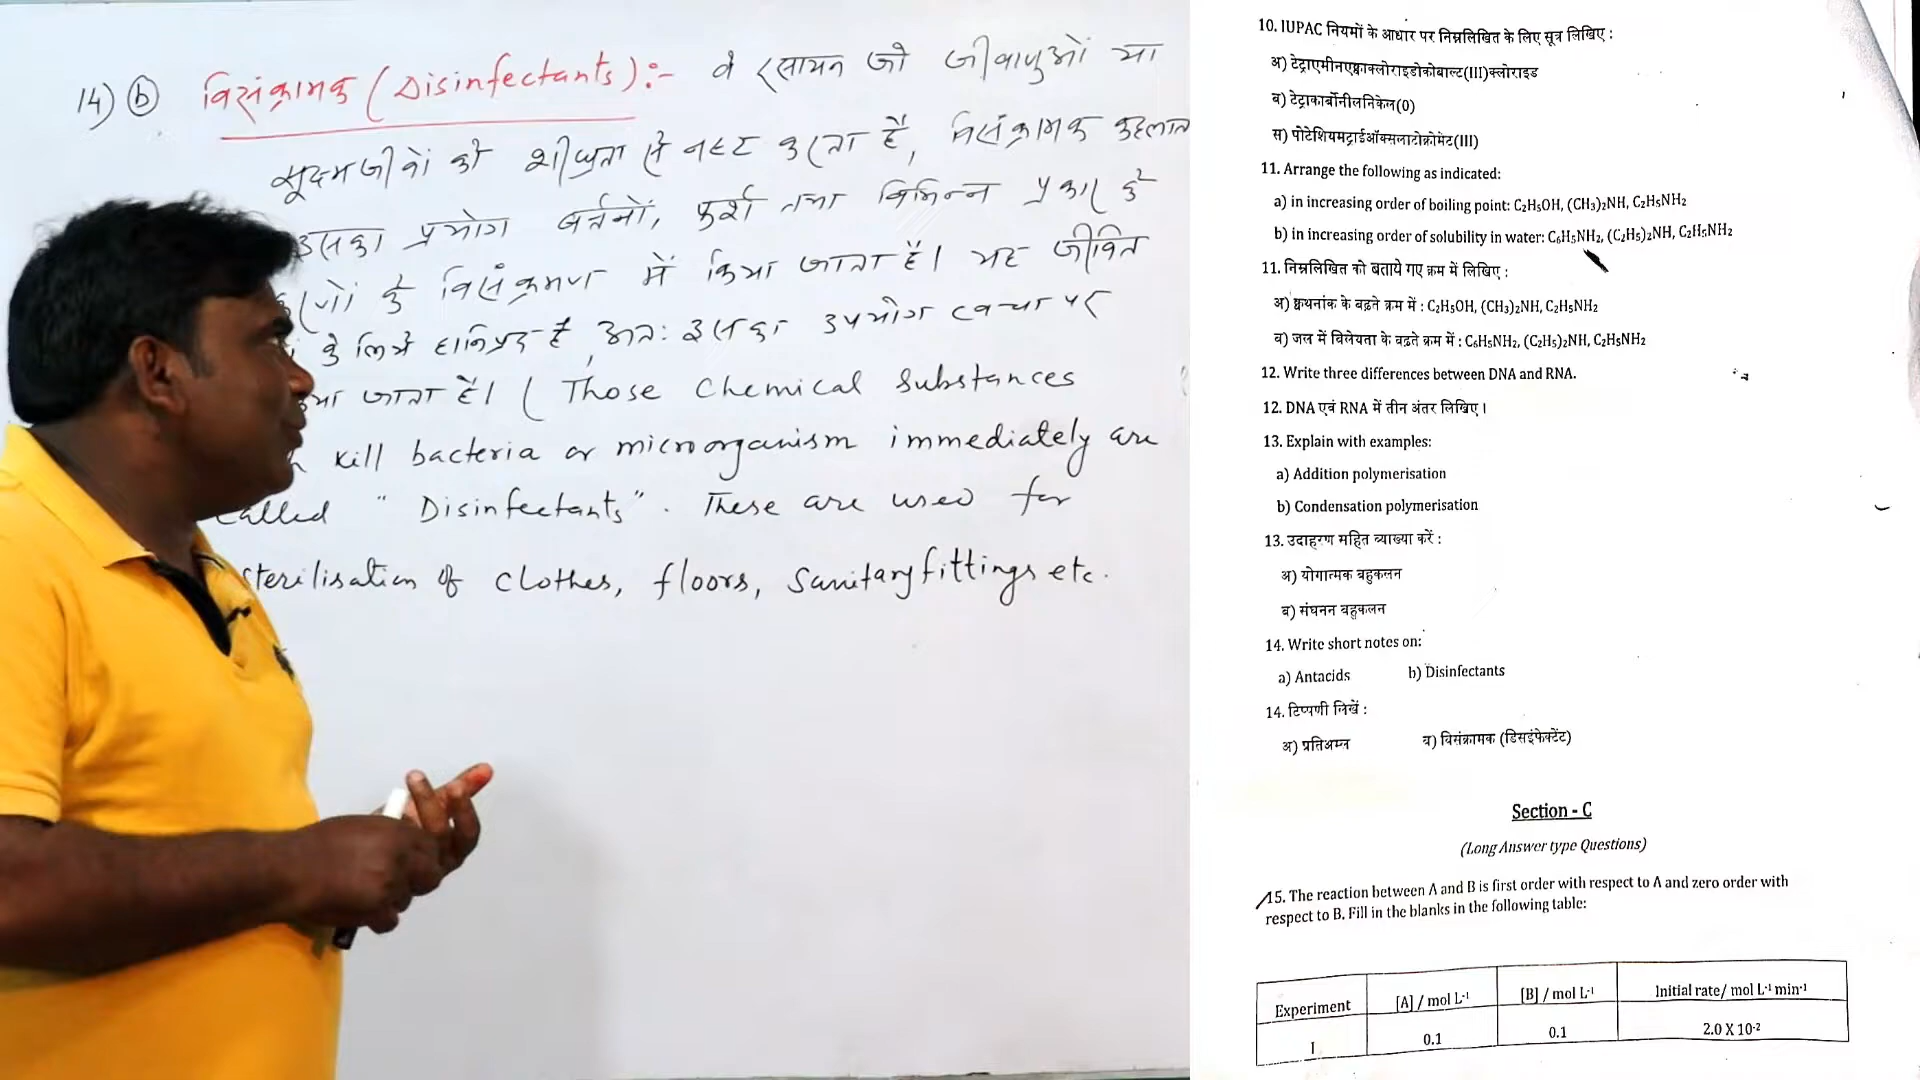 14) ⓑ विसंक्रामक (Disinfectants):- वे रसायन जो जीवाणुओं या
सूक्ष्मजीवों को शीघ्रता से नष्ट करता है, विसंक्रामक कहलाते
इसका प्रयोग बर्तनों, फर्श तथा विभिन्न प्रकार के
के विसंक्रमण में किया जाता है। यह जीवित
के लिये हानिप्रद है, अतः इसका उपयोग त्वचा पर
जाता है। ( Those Chemical Substances
kill bacteria or microorganism immediately are
called "Disinfectants". These are used for
sterilisation of clothes, floors, Sanitary fittings etc.
10. IUPAC नियमों के आधार पर निम्नलिखित के लिए सूत्र लिखिए :
अ) टेट्राएमीनएक्वाक्लोराइडोकोबाल्ट(III)क्लोराइड
ब) टेट्राकार्बोनीलनिकेल(0)
स) पोटेशियमट्राईऑक्सलाटोक्रोमेट(III)
11. Arrange the following as indicated:
a) in increasing order of boiling point: C₂H₅OH, (CH₃)₂NH, C₂H₅NH₂
b) in increasing order of solubility in water: C₆H₅NH₂, (C₂H₅)₂NH, C₂H₅NH₂
11. निम्नलिखित को बताये गए क्रम में लिखिए :
अ) क्वथनांक के बढ़ते क्रम में : C₂H₅OH, (CH₃)₂NH, C₂H₅NH₂
ब) जल में विलेयता के बढ़ते क्रम में : C₆H₅NH₂, (C₂H₅)₂NH, C₂H₅NH₂
12. Write three differences between DNA and RNA.
12. DNA एवं RNA में तीन अंतर लिखिए।
13. Explain with examples:
a) Addition polymerisation
b) Condensation polymerisation
13. उदाहरण सहित व्याख्या करें :
अ) योगात्मक बहुकलन
ब) संघनन बहुकलन
14. Write short notes on:
a) Antacids b) Disinfectants
14. टिप्पणी लिखें :
अ) प्रतिअम्ल ब) विसंक्रामक (डिसइंफेक्टेंट)
Section - C
(Long Answer type Questions)
15. The reaction between A and B is first order with respect to A and zero order with
respect to B. Fill in the blanks in the following table:
Experiment [A] / mol L⁻¹ [B] / mol L⁻¹ Initial rate/ mol L⁻¹ min⁻¹
I 0.1 0.1 2.0 X 10⁻²